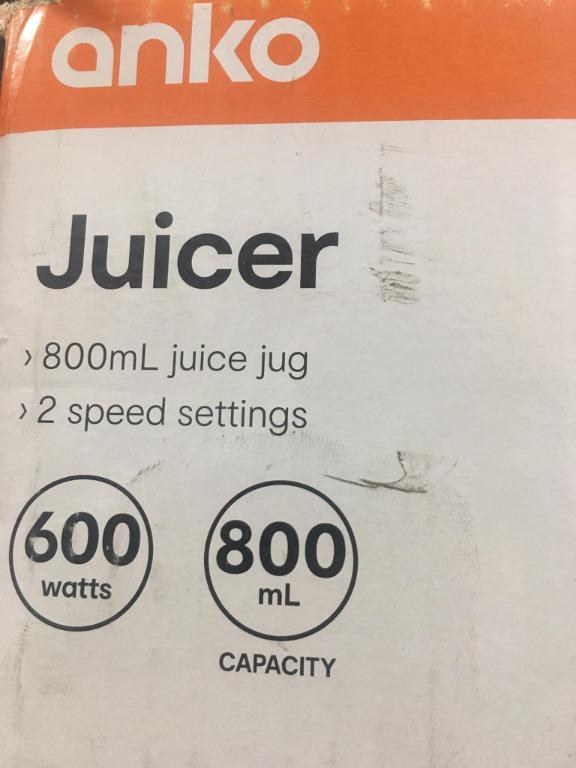 anko
Juicer
› 800mL juice jug
› 2 speed settings
600
watts
800
mL
CAPACITY